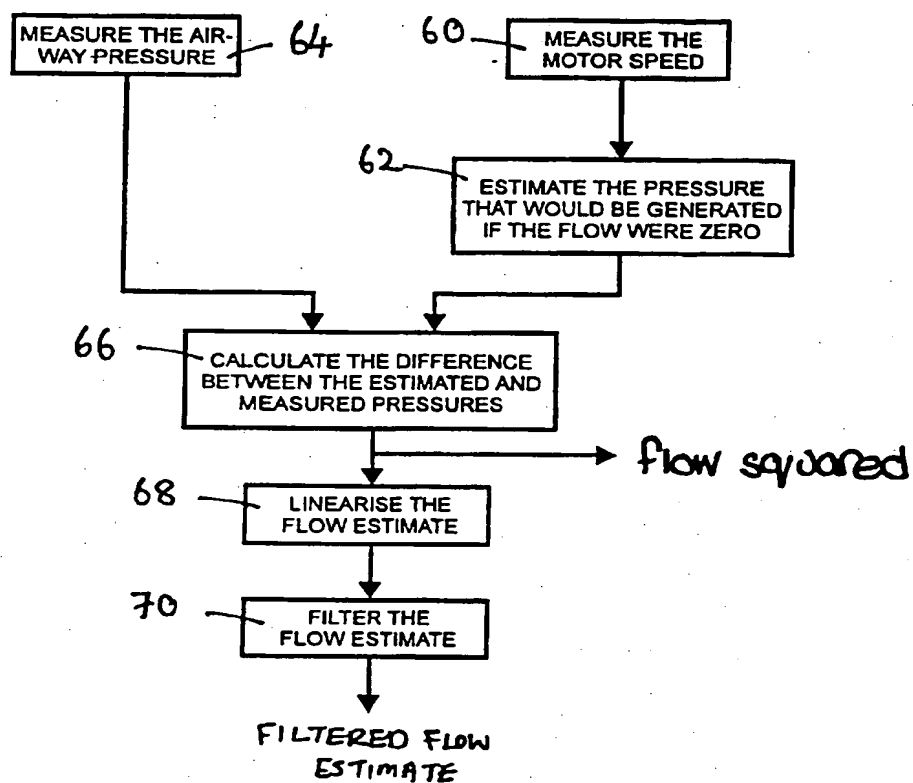 MEASURE THE AIR-
WAY PRESSURE
64
60
MEASURE THE
MOTOR SPEED
62
ESTIMATE THE PRESSURE
THAT WOULD BE GENERATED
IF THE FLOW WERE ZERO
66
CALCULATE THE DIFFERENCE
BETWEEN THE ESTIMATED AND
MEASURED PRESSURES
flow squared
68
LINEARISE THE
FLOW ESTIMATE
70
FILTER THE
FLOW ESTIMATE
FILTERED FLOW
ESTIMATE